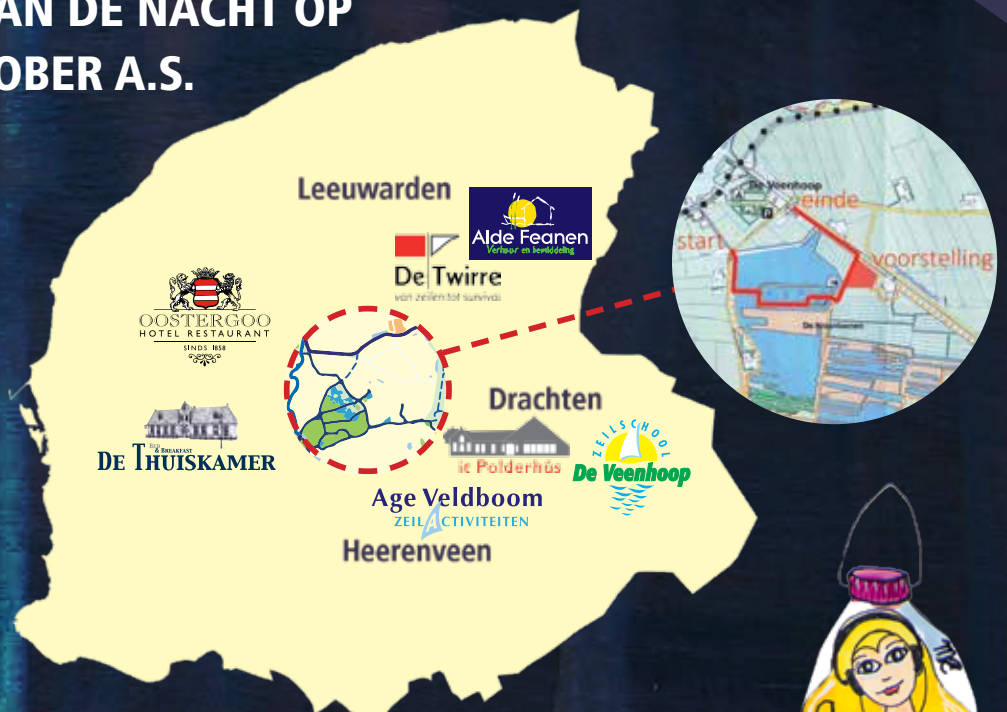 AN DE NACHT OP
OBER A.S.
Leeuwarden
Alde Feanen
Verhuur en bemiddeling
De Twirre
van zeilen tot survival
OOSTERGOO
HOTEL RESTAURANT
SINDS 1858
De Veenhoop
einde
start
voorstelling
P
Drachten
BED & BREAKFAST
DE THUISKAMER
it Polderhûs
ZEILSCHOOL
De Veenhoop
Age Veldboom
ZEILACTIVITEITEN
Heerenveen